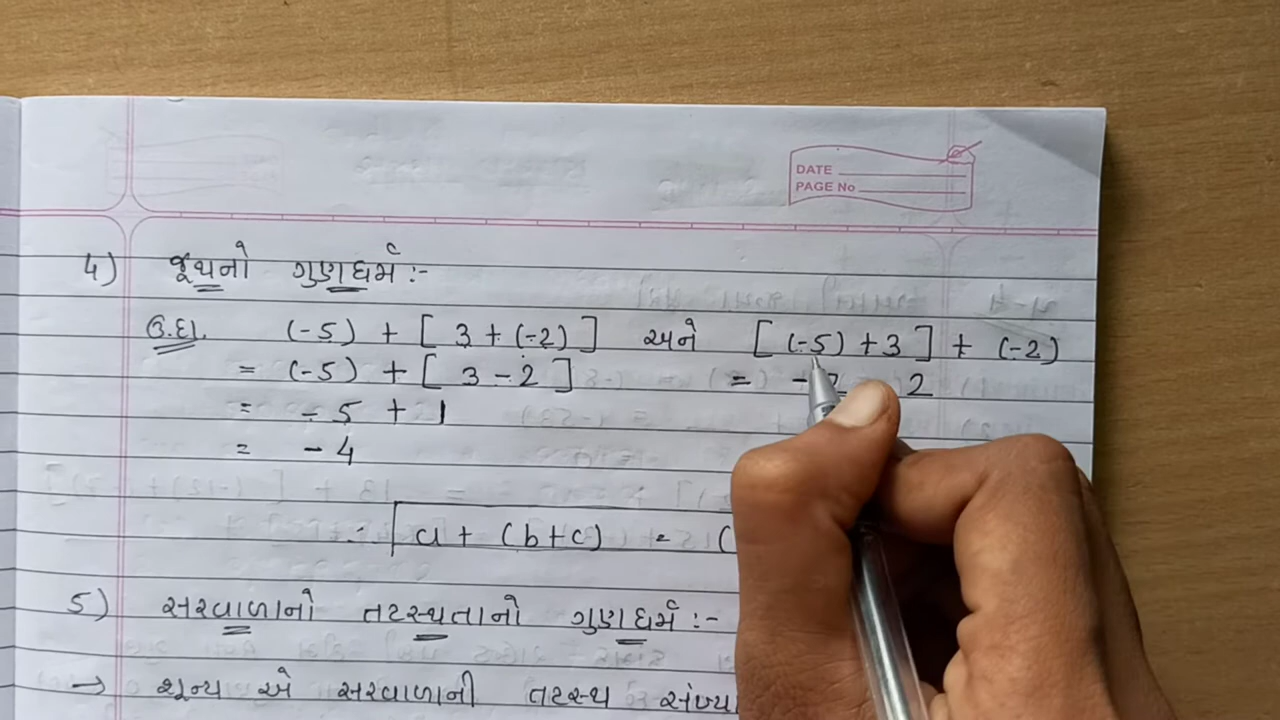 DATE
PAGE No
4) જૂથનો ગુણધર્મ :-
ઉ.દા. (-5) + [ 3 + (-2) ] અને [ (-5) + 3 ] + (-2)
= (-5) + [ 3 - 2 ] = -2 2
= - 5 + 1
= - 4
∴ a + (b+c) = (
5) સરવાળાનો તટસ્થતાનો ગુણધર્મ :-
→ શૂન્ય એ સરવાળાની તટસ્થ સંખ્યા